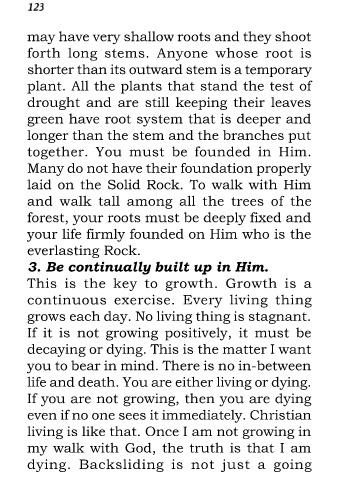 123
may have very shallow roots and they shoot
forth long stems. Anyone whose root is
shorter than its outward stem is a temporary
plant. All the plants that stand the test of
drought and are still keeping their leaves
green have root system that is deeper and
longer than the stem and the branches put
together. You must be founded in Him.
Many do not have their foundation properly
laid on the Solid Rock. To walk with Him
and walk tall among all the trees of the
forest, your roots must be deeply fixed and
your life firmly founded on Him who is the
everlasting Rock.
3. Be continually built up in Him.
This is the key to growth. Growth is a
continuous exercise. Every living thing
grows each day. No living thing is stagnant.
If it is not growing positively, it must be
decaying or dying. This is the matter I want
you to bear in mind. There is no in-between
life and death. You are either living or dying.
If you are not growing, then you are dying
even if no one sees it immediately. Christian
living is like that. Once I am not growing in
my walk with God, the truth is that I am
dying. Backsliding is not just a going